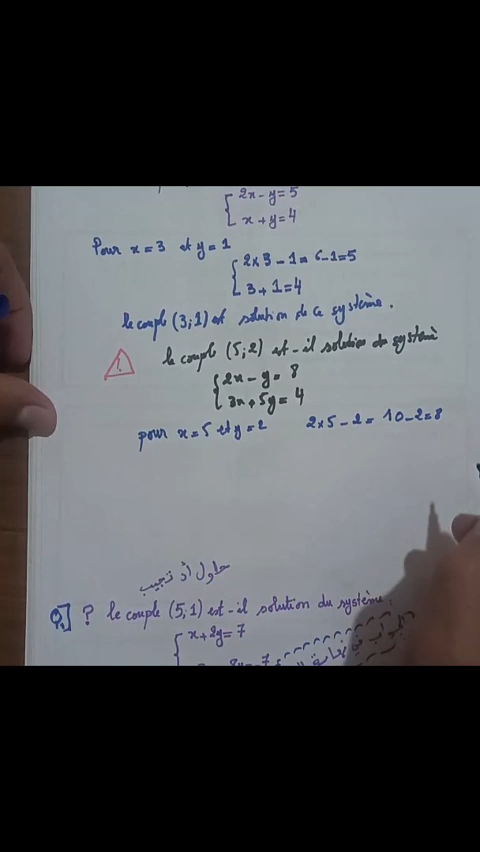 { 2x - y = 5
x + y = 4
Pour x = 3 et y = 1
{ 2 x 3 - 1 = 6 - 1 = 5
3 + 1 = 4
le couple (3; 1) est solution de ce système.
! le couple (5; 2) est-il solution du système
{ 2x - y = 8
3x + 5y = 4
pour x = 5 et y = 2 2 x 5 - 2 = 10 - 2 = 8
حاول أن تجيب
Q1] ? le couple (5; 1) est-il solution du système
{ x + 2y = 7
الجواب في نهاية